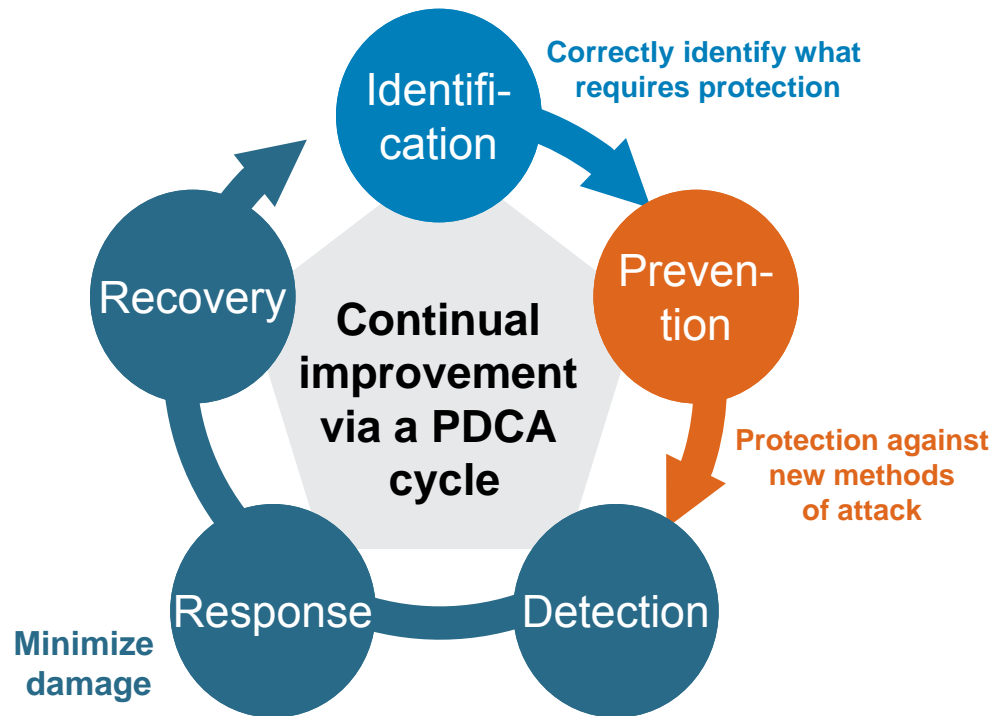 Identifi-
cation
Correctly identify what
requires protection
Preven-
tion
Protection against
new methods
of attack
Detection
Response
Minimize
damage
Recovery
Continual
improvement
via a PDCA
cycle